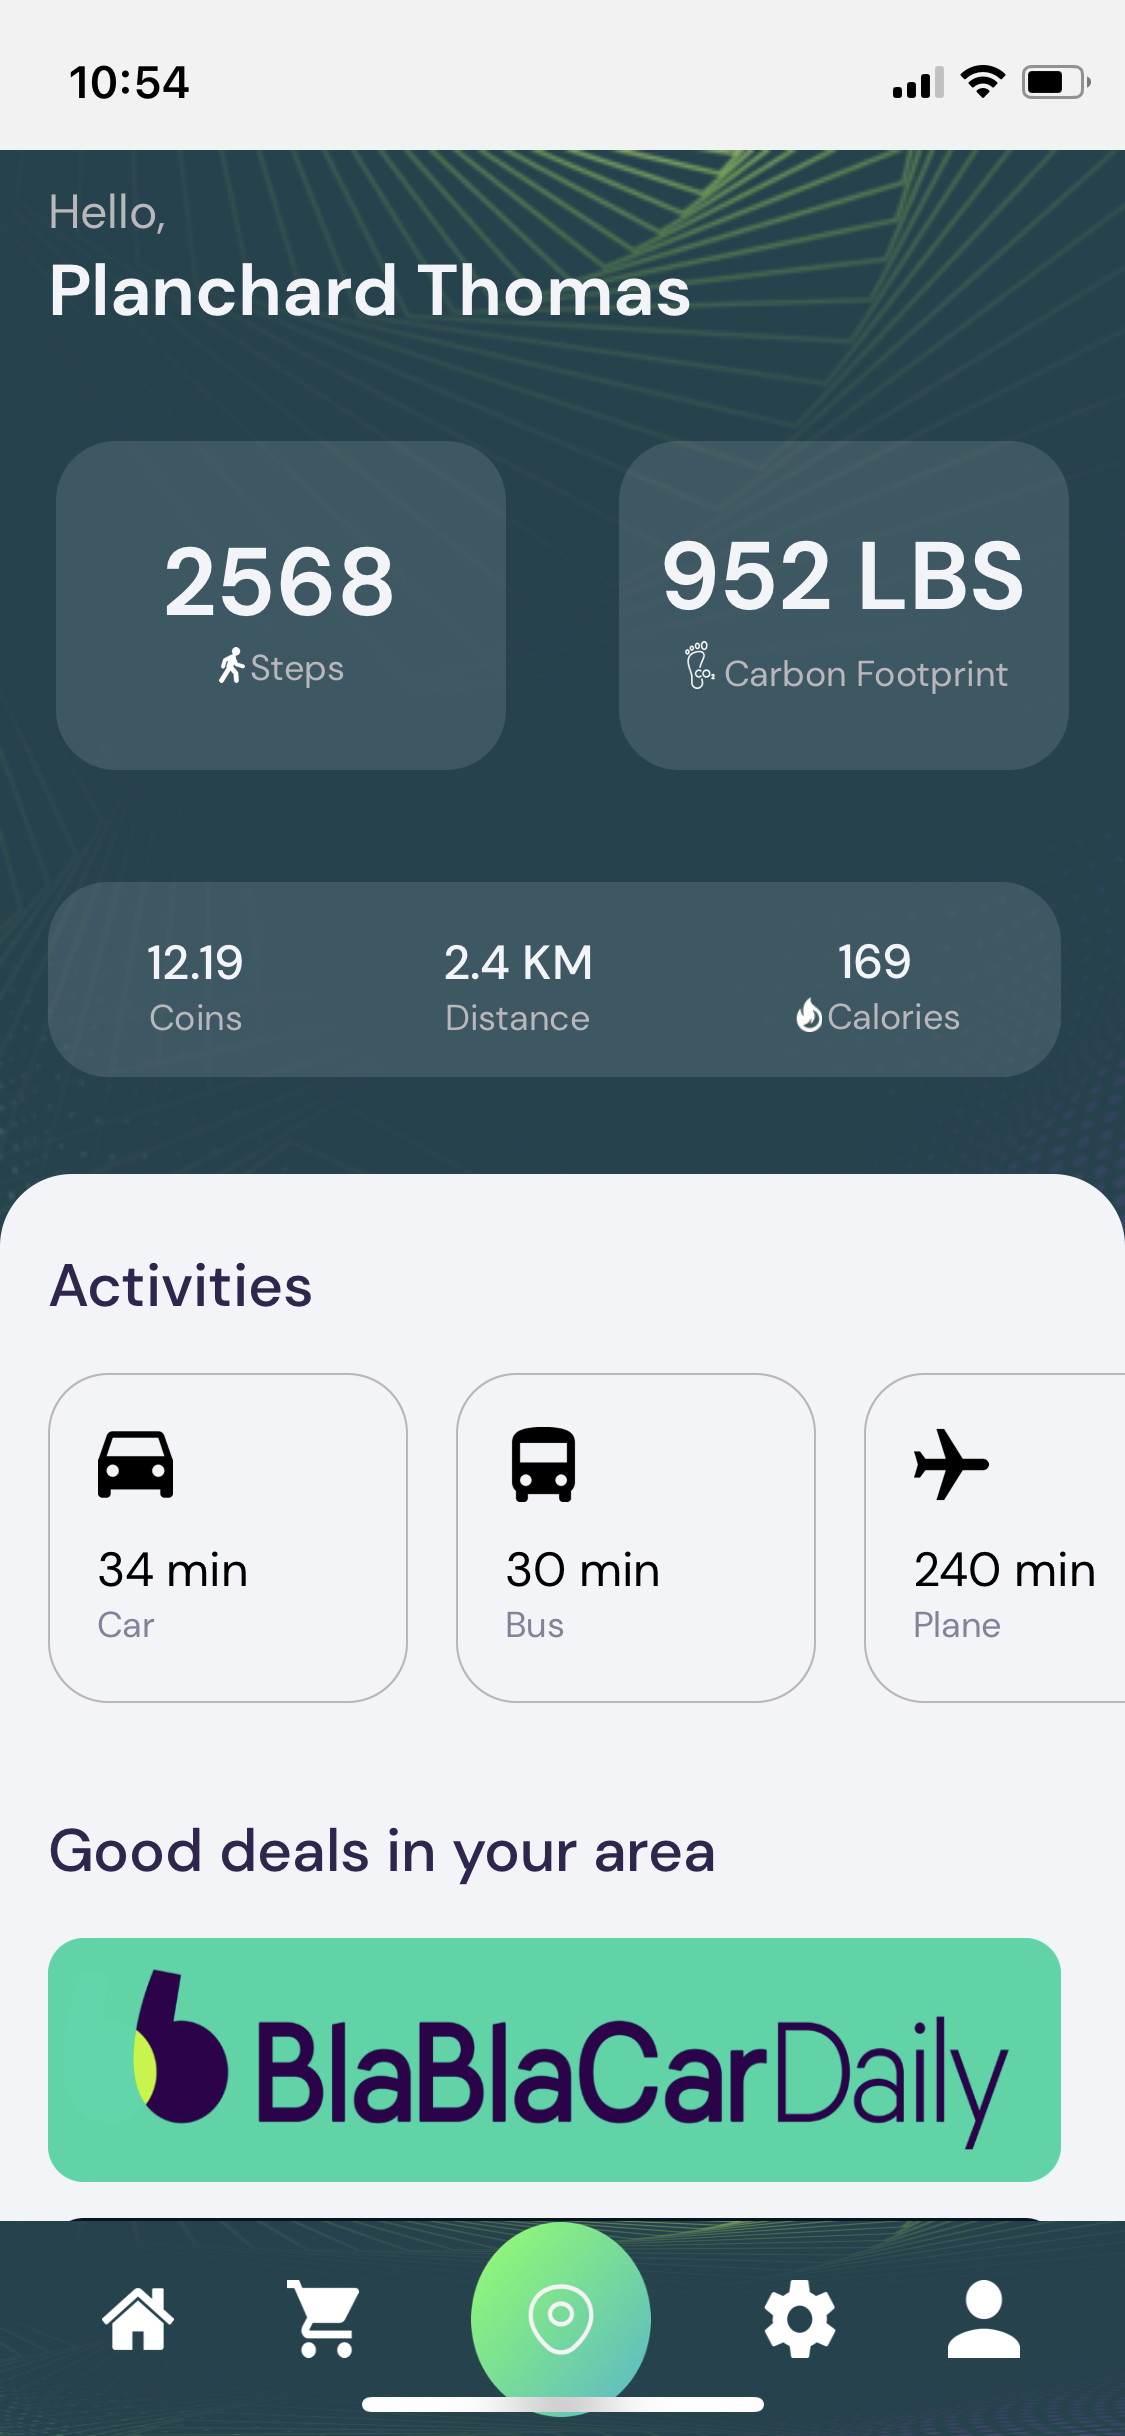 10:54
Hello,
Planchard Thomas
2568
Steps
952 LBS
CO₂ Carbon Footprint
12.19
Coins
2.4 KM
Distance
169
Calories
Activities
34 min
Car
30 min
Bus
240 min
Plane
Good deals in your area
BlaBlaCarDaily